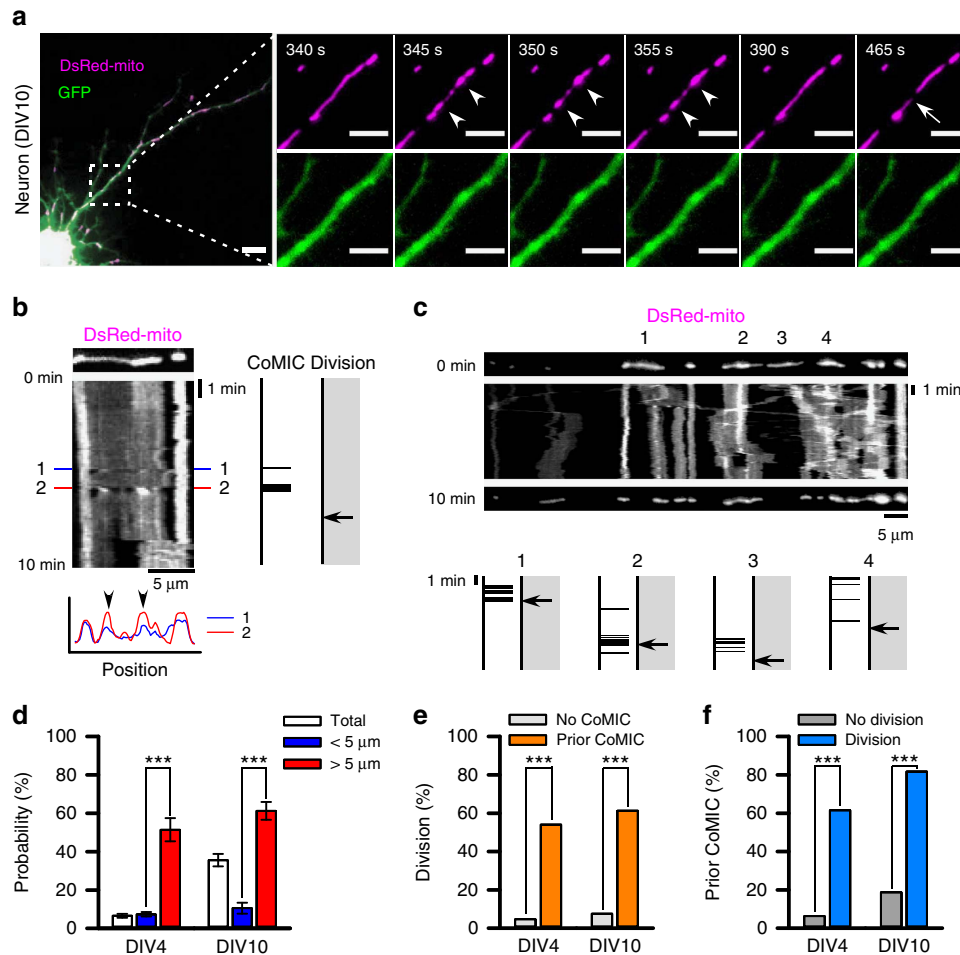 a
DsRed-mito
GFP
Neuron (DIV10)
340 s
345 s
350 s
355 s
390 s
465 s
b
DsRed-mito
0 min
1 min
1
1
2
2
10 min
5 μm
CoMIC Division
1
2
Position
c
DsRed-mito
1 2 3 4
0 min
1 min
10 min
5 μm
1 2 3 4
1 min
d
Total
< 5 μm
> 5 μm
Probability (%)
100
80
60
40
20
0
***
***
DIV4
DIV10
e
No CoMIC
Prior CoMIC
Division (%)
100
80
60
40
20
0
***
***
DIV4
DIV10
f
No division
Division
Prior CoMIC (%)
100
80
60
40
20
0
***
***
DIV4
DIV10